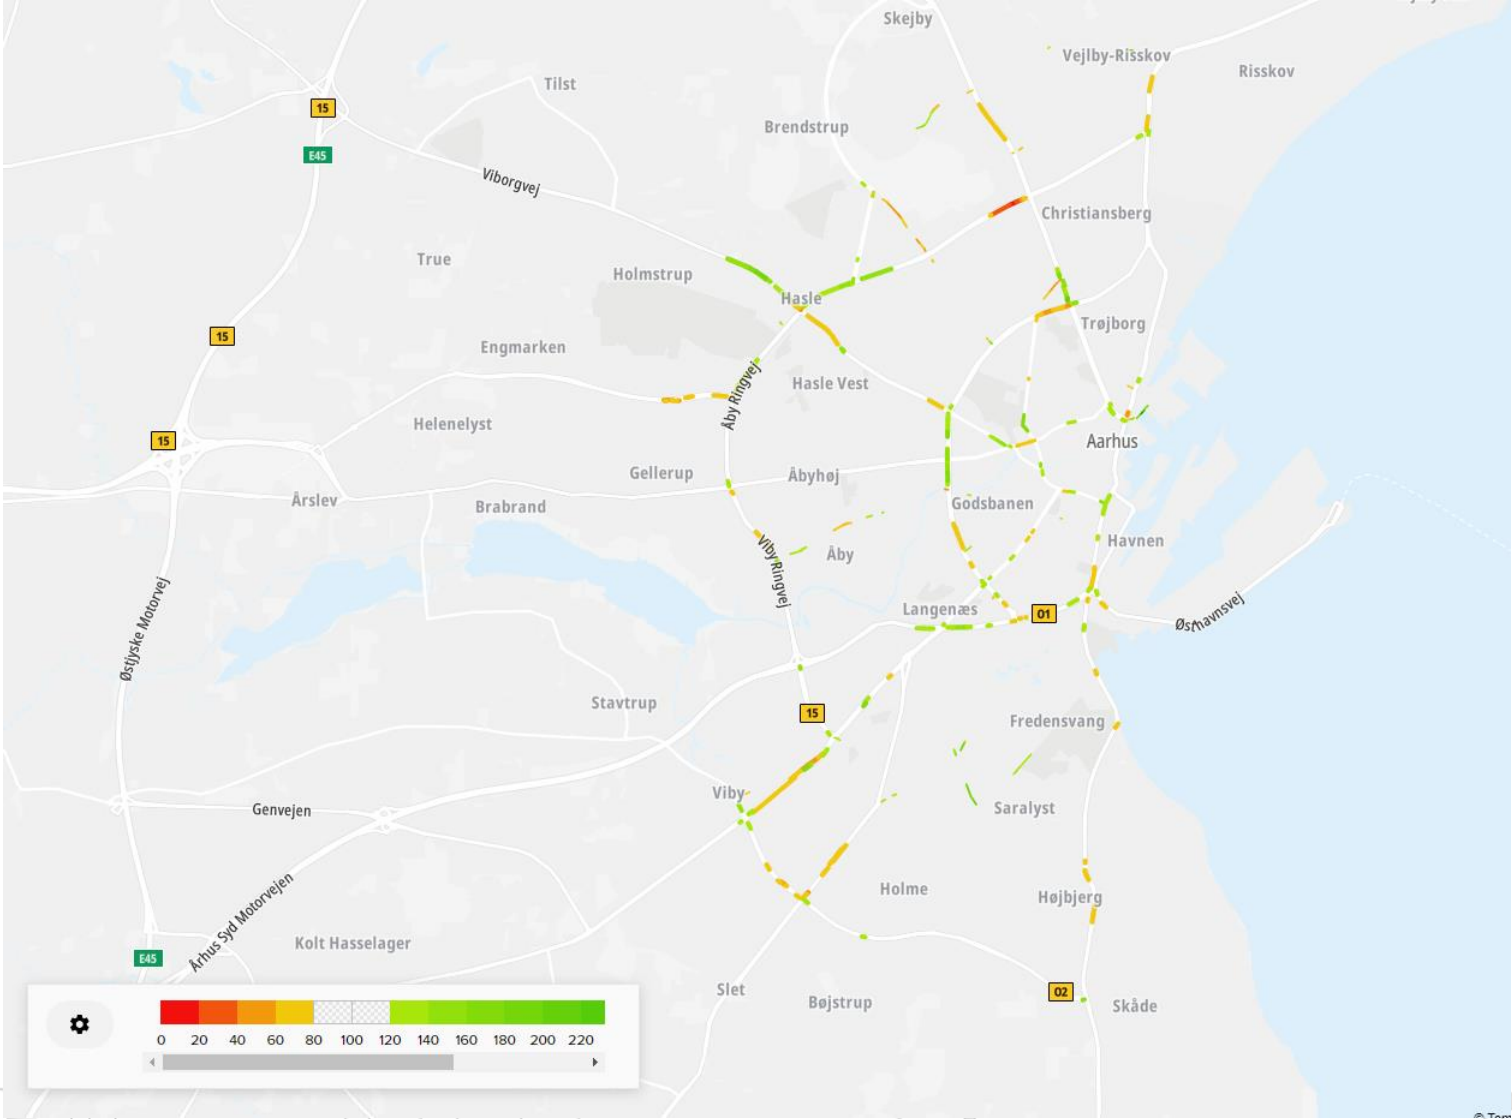 Skejby
Vejlby-Risskov
Risskov
Tilst
15
Brendstrup
E45
Viborgvej
Christiansberg
True
Holmstrup
Hasle
15
Trøjborg
Engmarken
Hasle Vest
Åby Ringvej
Helenelyst
15
Aarhus
Gellerup
Åbyhøj
Årslev
Brabrand
Godsbanen
Havnen
Åby
Viby Ringvej
Østjyske Motorvej
Langenæs
01
Østhavnsvej
Stavtrup
15
Fredensvang
Viby
Genvejen
Saralyst
Holme
Højbjerg
Århus Syd Motorvejen
Kolt Hasselager
E45
Slet
Bøjstrup
02
Skåde
0 20 40 60 80 100 120 140 160 180 200 220